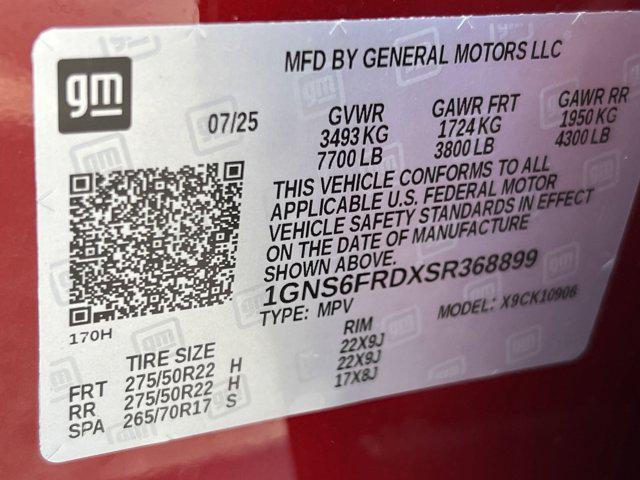 gm
MFD BY GENERAL MOTORS LLC
07/25
GVWR
3493 KG
7700 LB
GAWR FRT
1724 KG
3800 LB
GAWR RR
1950 KG
4300 LB
THIS VEHICLE CONFORMS TO ALL
APPLICABLE U.S. FEDERAL MOTOR
VEHICLE SAFETY STANDARDS IN EFFECT
ON THE DATE OF MANUFACTURE
SHOWN ABOVE.
1GNS6FRDXSR368899
TYPE: MPV
MODEL: X9CK10906
170H
TIRE SIZE
RIM
FRT 275/50R22 H 22X9J
RR 275/50R22 H 22X9J
SPA 265/70R17 S 17X8J